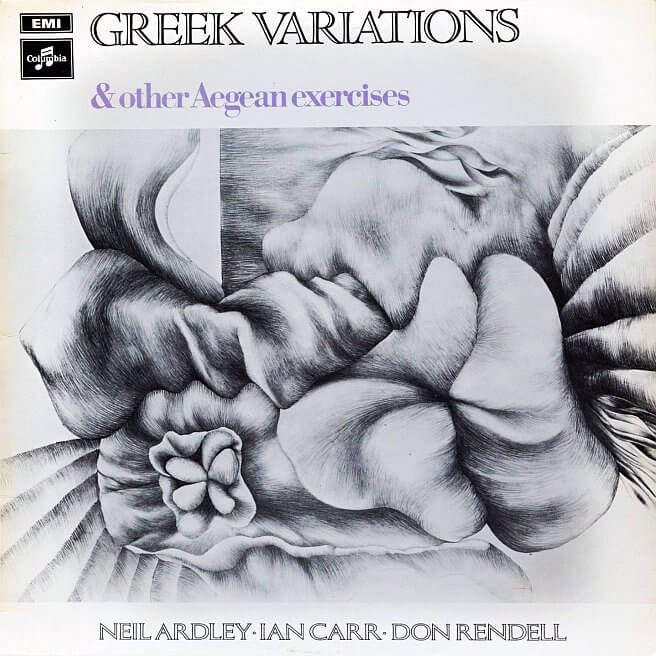 EMI
Columbia
GREEK VARIATIONS
& other Aegean exercises
NEIL ARDLEY · IAN CARR · DON RENDELL